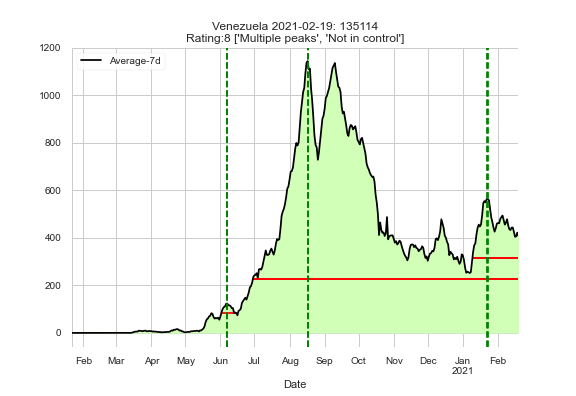 Venezuela 2021-02-19: 135114
Rating:8 ['Multiple peaks', 'Not in control']
1200
Average-7d
1000
800
600
400
200
0
Feb Mar Apr May Jun Jul Aug Sep Oct Nov Dec Jan Feb
2021
Date